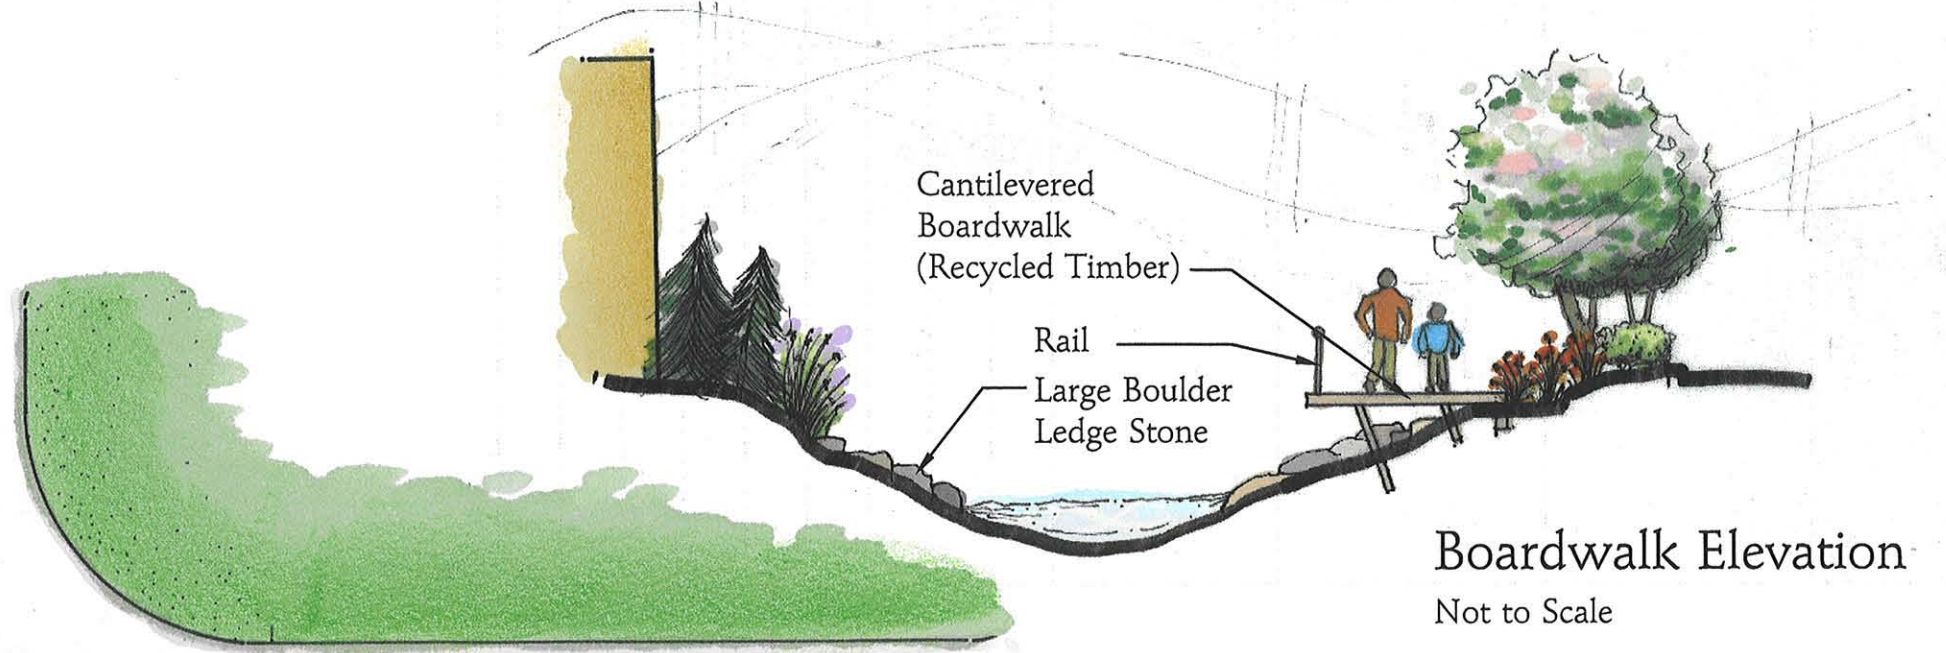 Cantilevered
Boardwalk
(Recycled Timber)
Rail
Large Boulder
Ledge Stone
Boardwalk Elevation
Not to Scale